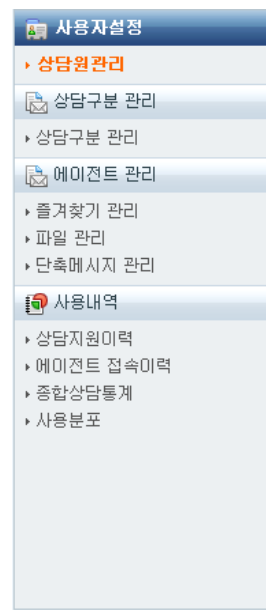 사용자설정
상담원관리
상담구분 관리
상담구분 관리
에이전트 관리
즐겨찾기 관리
파일 관리
단축메시지 관리
사용내역
상담지원이력
에이전트 접속이력
종합상담통계
사용분포